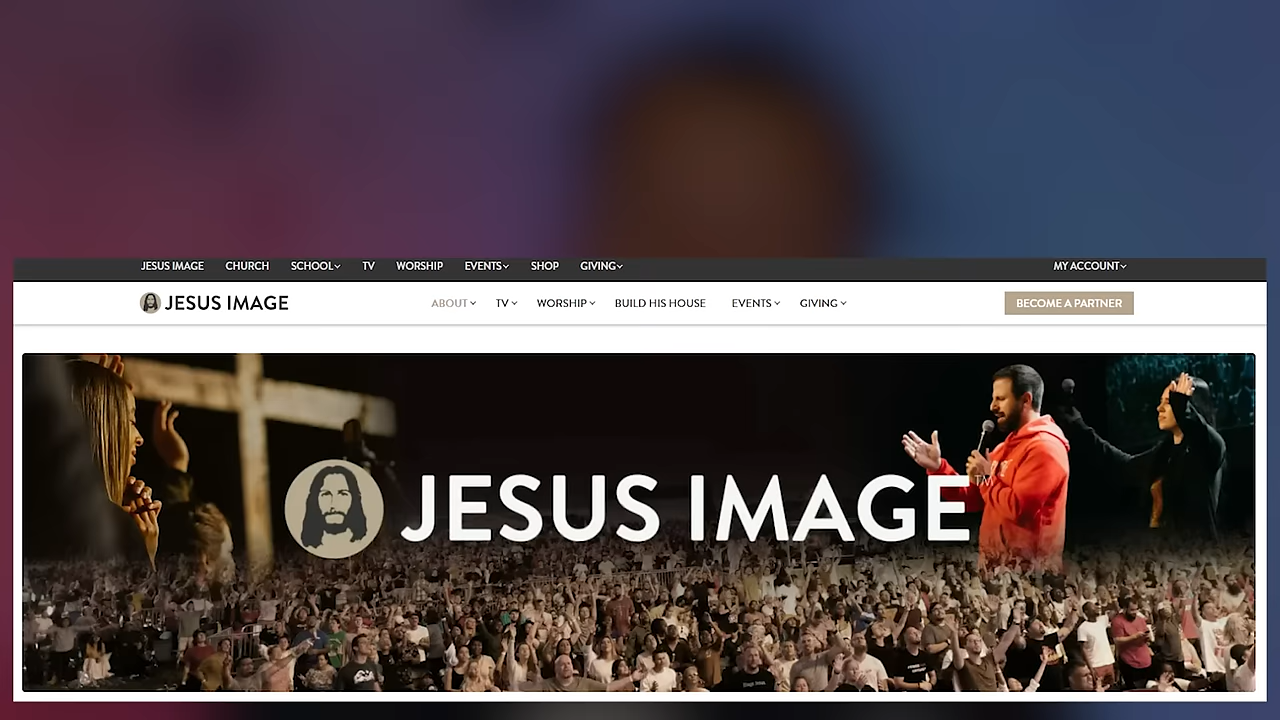 JESUS IMAGE CHURCH SCHOOL TV WORSHIP EVENTS SHOP GIVING MY ACCOUNT
JESUS IMAGE ABOUT TV WORSHIP BUILD HIS HOUSE EVENTS GIVING BECOME A PARTNER
JESUS IMAGE™